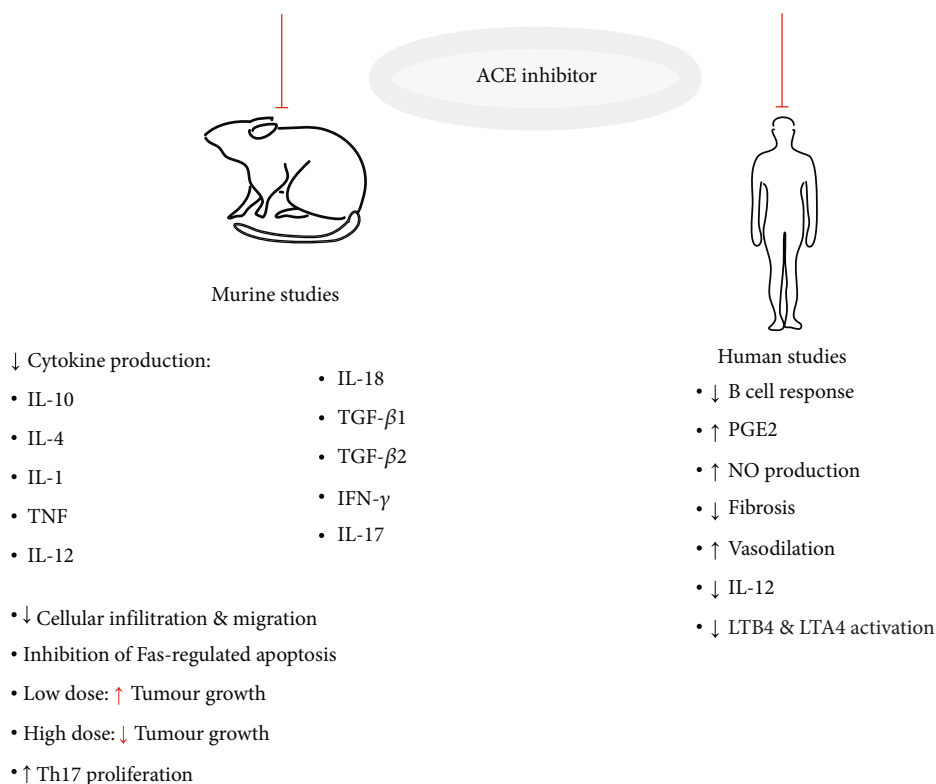 ACE inhibitor
Murine studies
↓ Cytokine production:
• IL-10
• IL-4
• IL-1
• TNF
• IL-12
• IL-18
• TGF-β1
• TGF-β2
• IFN-γ
• IL-17
• ↓ Cellular infilitration & migration
• Inhibition of Fas-regulated apoptosis
• Low dose: ↑ Tumour growth
• High dose: ↓ Tumour growth
• ↑ Th17 proliferation
Human studies
• ↓ B cell response
• ↑ PGE2
• ↑ NO production
• ↓ Fibrosis
• ↑ Vasodilation
• ↓ IL-12
• ↓ LTB4 & LTA4 activation